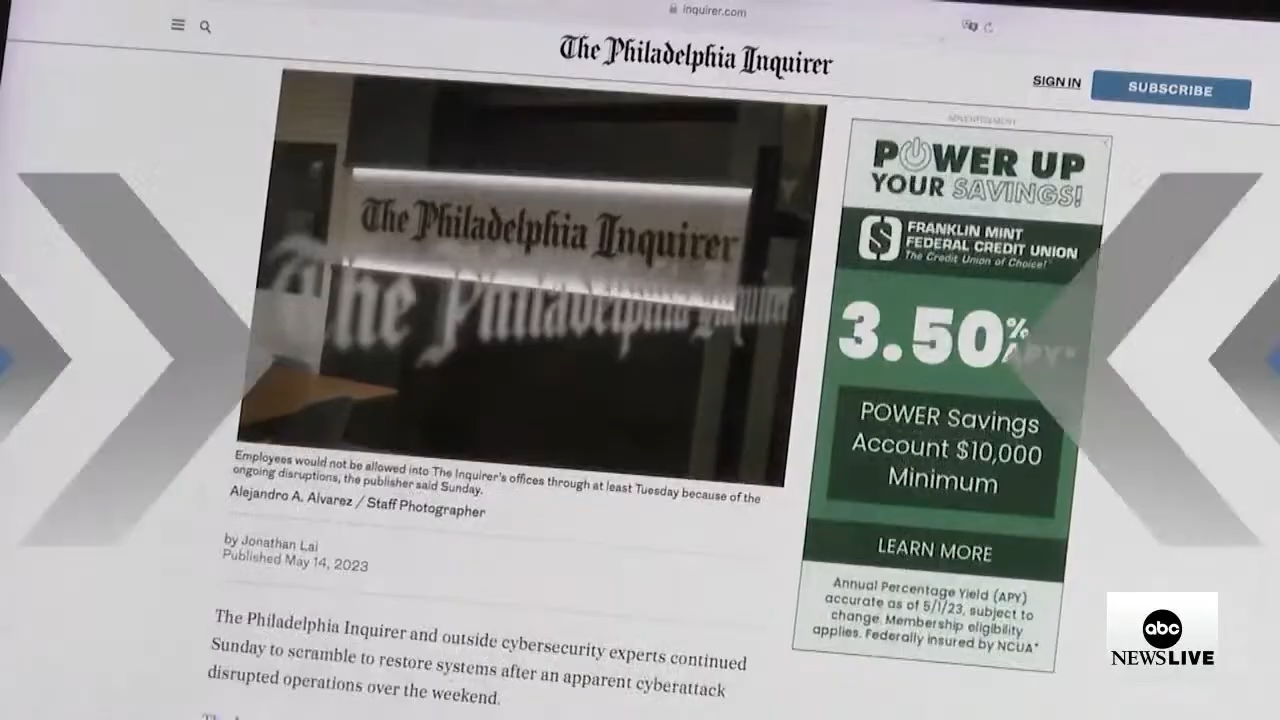 inquirer.com
The Philadelphia Inquirer
SIGN IN
SUBSCRIBE
The Philadelphia Inquirer
The Philadelphia Inquirer
Employees would not be allowed into The Inquirer's offices through at least Tuesday because of the
ongoing disruptions, the publisher said Sunday.
Alejandro A. Alvarez / Staff Photographer
by Jonathan Lai
Published May 14, 2023
The Philadelphia Inquirer and outside cybersecurity experts continued
Sunday to scramble to restore systems after an apparent cyberattack
disrupted operations over the weekend.
ADVERTISEMENT
POWER UP
YOUR SAVINGS!
FRANKLIN MINT
FEDERAL CREDIT UNION
The Credit Union of Choice!
3.50%
APY*
POWER Savings
Account $10,000
Minimum
LEARN MORE
Annual Percentage Yield (APY)
accurate as of 5/1/23, subject to
change. Membership eligibility
applies. Federally insured by NCUA*
abc
NEWSLIVE